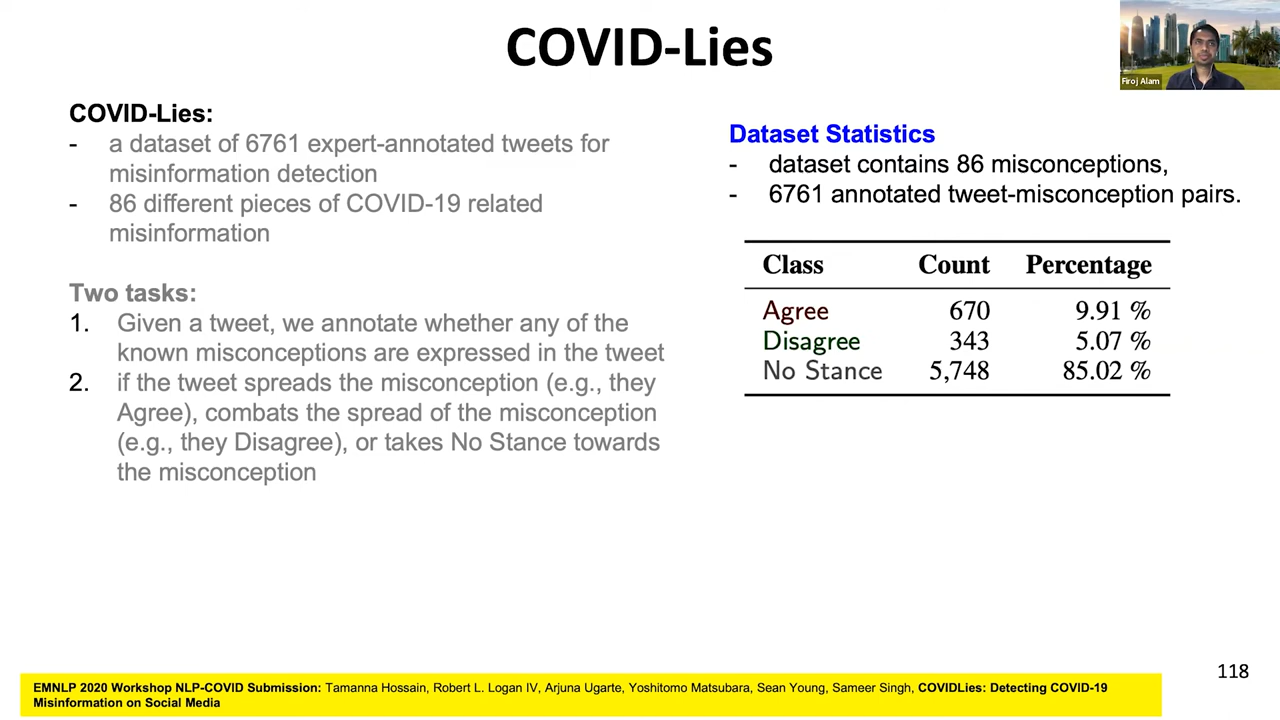 COVID-Lies
Firoj Alam
COVID-Lies:
- a dataset of 6761 expert-annotated tweets for
misinformation detection
- 86 different pieces of COVID-19 related
misinformation
Two tasks:
1. Given a tweet, we annotate whether any of the
known misconceptions are expressed in the tweet
2. if the tweet spreads the misconception (e.g., they
Agree), combats the spread of the misconception
(e.g., they Disagree), or takes No Stance towards
the misconception
Dataset Statistics
- dataset contains 86 misconceptions,
- 6761 annotated tweet-misconception pairs.
Class Count Percentage
Agree 670 9.91 %
Disagree 343 5.07 %
No Stance 5,748 85.02 %
118
EMNLP 2020 Workshop NLP-COVID Submission: Tamanna Hossain, Robert L. Logan IV, Arjuna Ugarte, Yoshitomo Matsubara, Sean Young, Sameer Singh, COVIDLies: Detecting COVID-19
Misinformation on Social Media